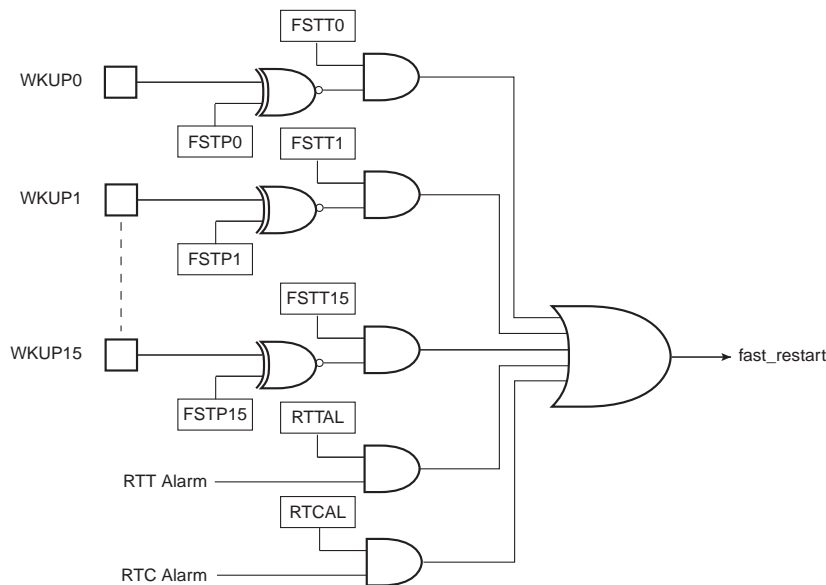 FSTT0
WKUP0
FSTP0
FSTT1
WKUP1
FSTP1
FSTT15
WKUP15
fast_restart
FSTP15
RTTAL
RTT Alarm
RTCAL
RTC Alarm